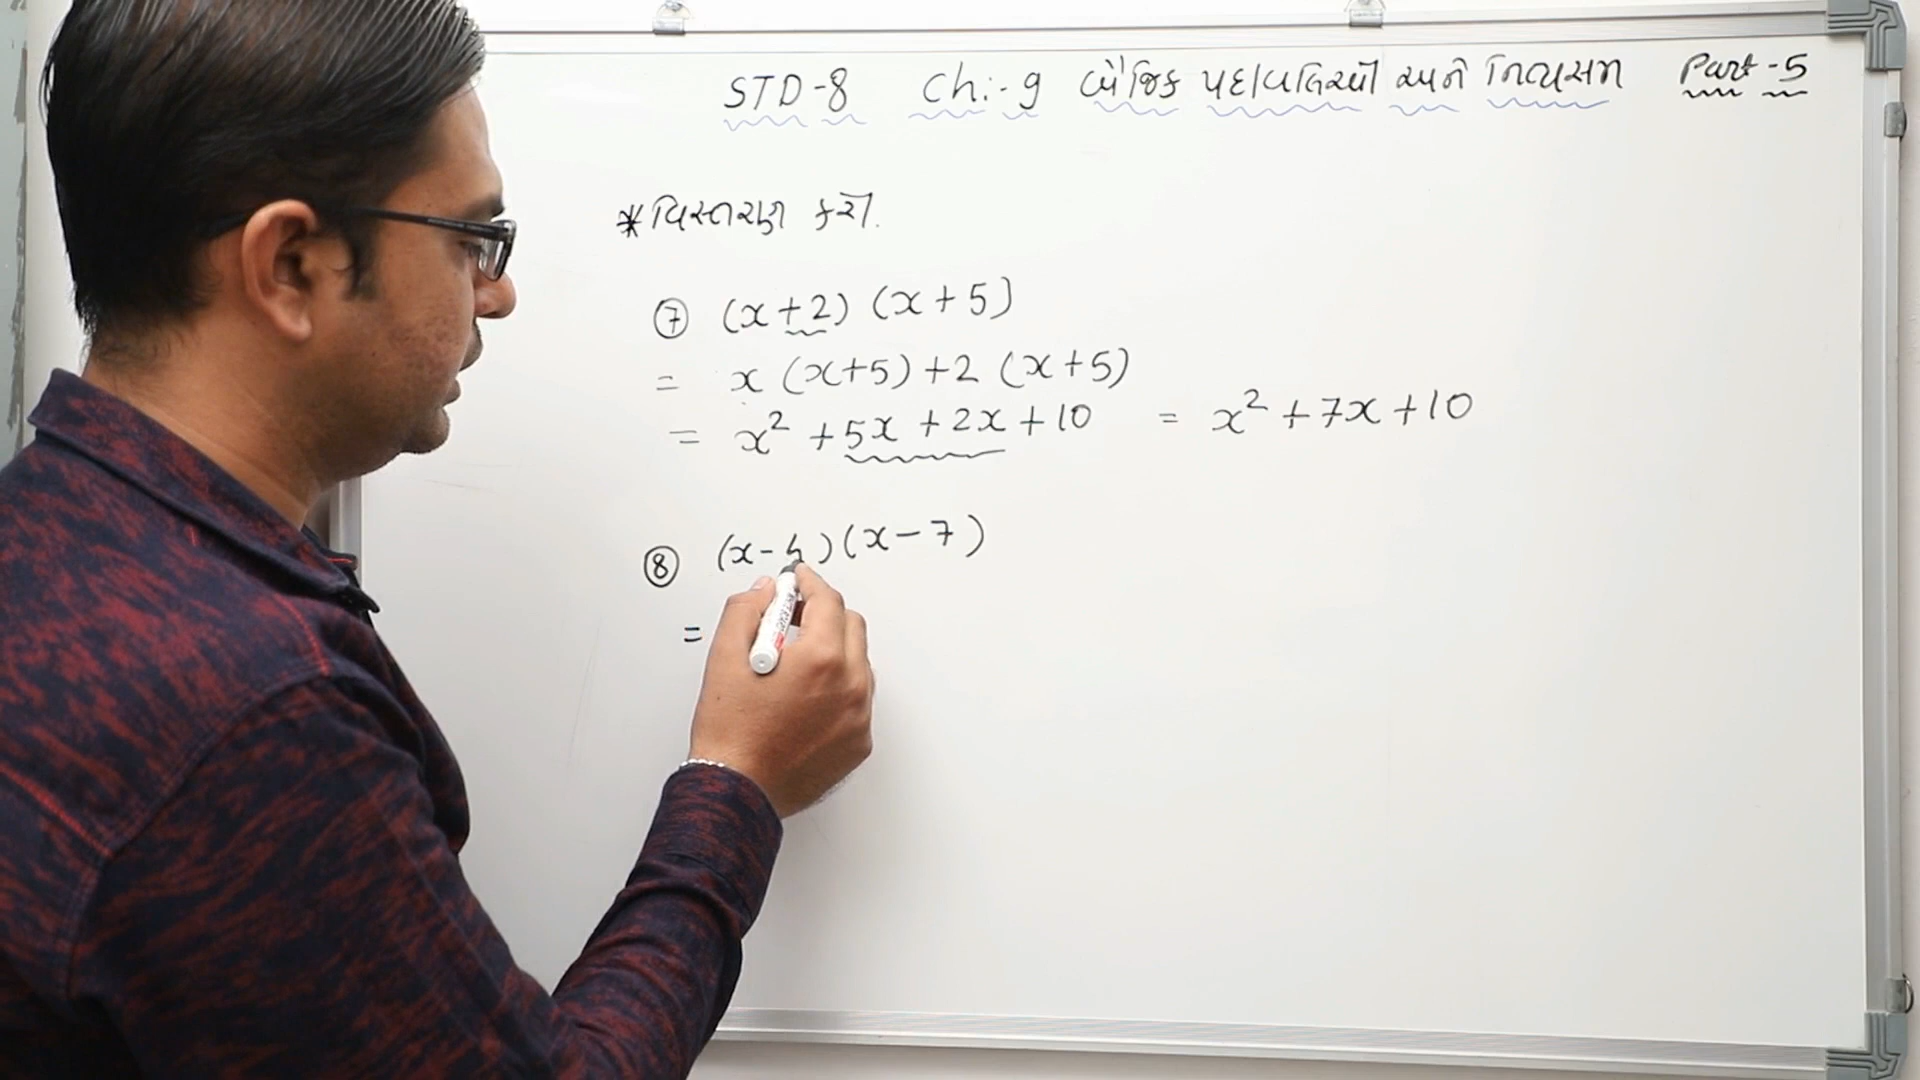 STD-8 Ch:-9 બૈજિક પદાવલિઓ અને નિત્યસમ Part-5
* વિસ્તરણ કરો.
⑦ (x+2) (x+5)
= x (x+5) +2 (x+5)
= x² +5x +2x +10 = x² +7x +10
⑧ (x-4)(x-7)
=